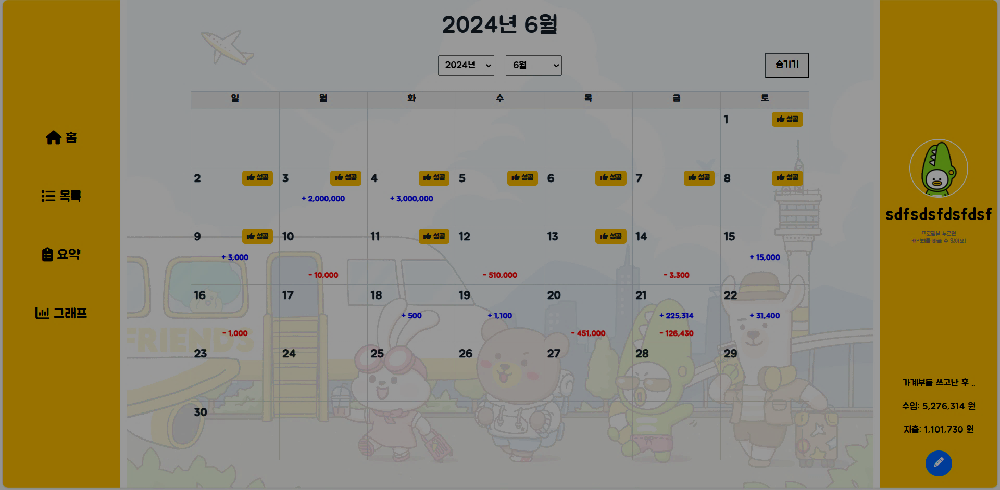 2024년 6월
2024년
6월
숨기기
홈
목록
요약
그래프
일 월 화 수 목 금 토
1 성공
2 성공 3 성공 4 성공 5 성공 6 성공 7 성공 8 성공
+ 2,000,000 + 3,000,000
9 성공 10 11 성공 12 13 성공 14 15
+ 3,000 + 15,000
- 10,000 - 510,000 - 3,300
16 17 18 19 20 21 22
+ 500 + 1,100 + 225,314 + 31,400
- 1,000 - 451,000 - 126,430
FRIENDS
23 24 25 26 27 28 29
30
sdfsdsfdsfdsf
프로필을 누르면
캐릭터를 바꿀 수 있어요!
가계부를 쓰고난 후 ..
수입: 5,276,314 원
지출: 1,101,730 원